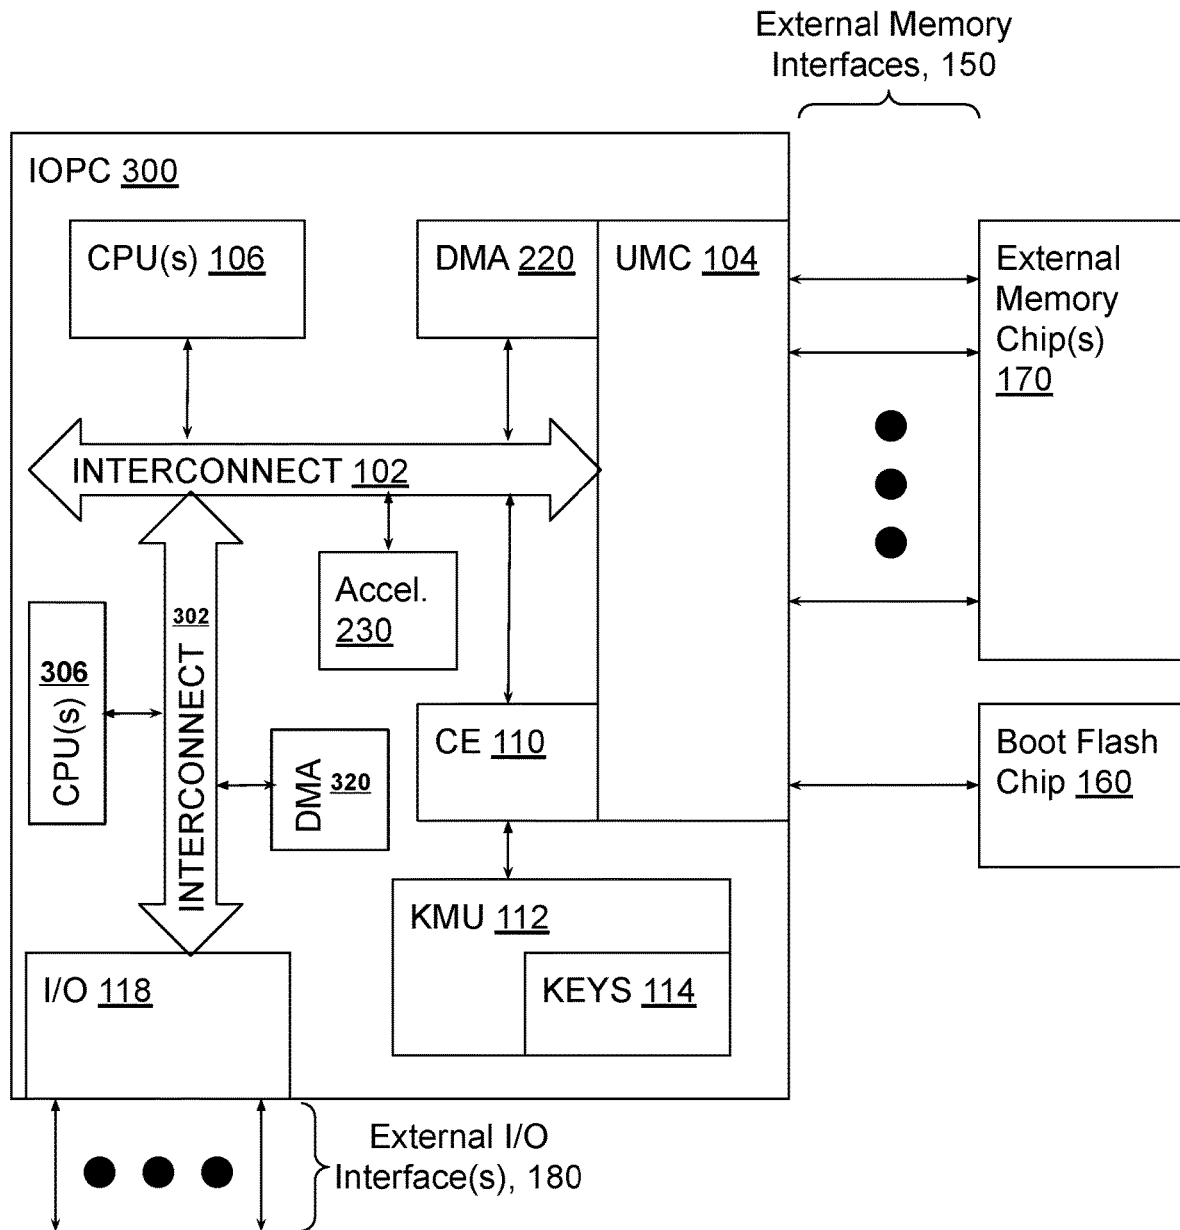 External Memory
Interfaces, 150
IOPC 300
CPU(s) 106
DMA 220
UMC 104
External
Memory
Chip(s)
170
INTERCONNECT 102
Accel.
230
INTERCONNECT 302
306
CPU(s)
DMA 320
CE 110
Boot Flash
Chip 160
KMU 112
KEYS 114
I/O 118
External I/O
Interface(s), 180